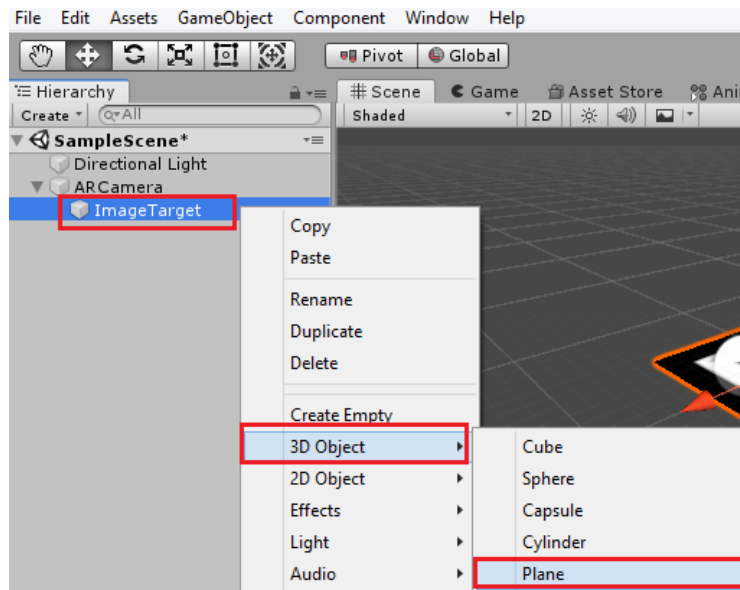 File Edit Assets GameObject Component Window Help
Pivot Global
Hierarchy
Create All
SampleScene*
Directional Light
ARCamera
ImageTarget
# Scene Game Asset Store Ani
Shaded 2D
Copy
Paste
Rename
Duplicate
Delete
Create Empty
3D Object
2D Object
Effects
Light
Audio
Cube
Sphere
Capsule
Cylinder
Plane